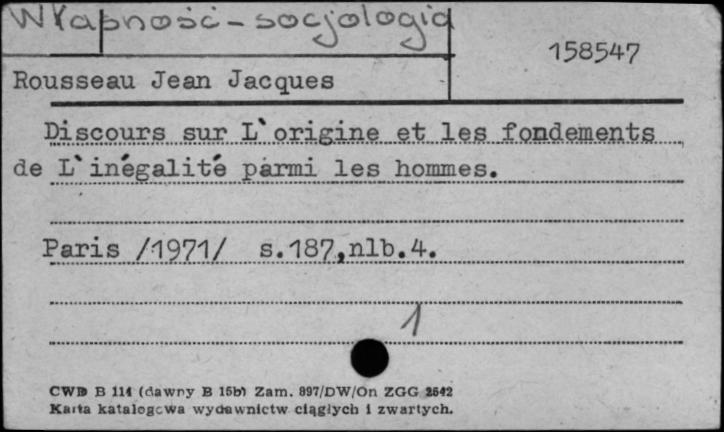 Własność - socjologia
158547
Rousseau Jean Jacques
Discours sur L`origine et les fondements
de L`inégalité parmi les hommes.
Paris /1971/ s.187,nlb.4.
1
CWD B 114 (dawny B 15b) Zam. 897/DW/On ZGG 2542
Karta katalogowa wydawnictw ciągłych i zwartych.